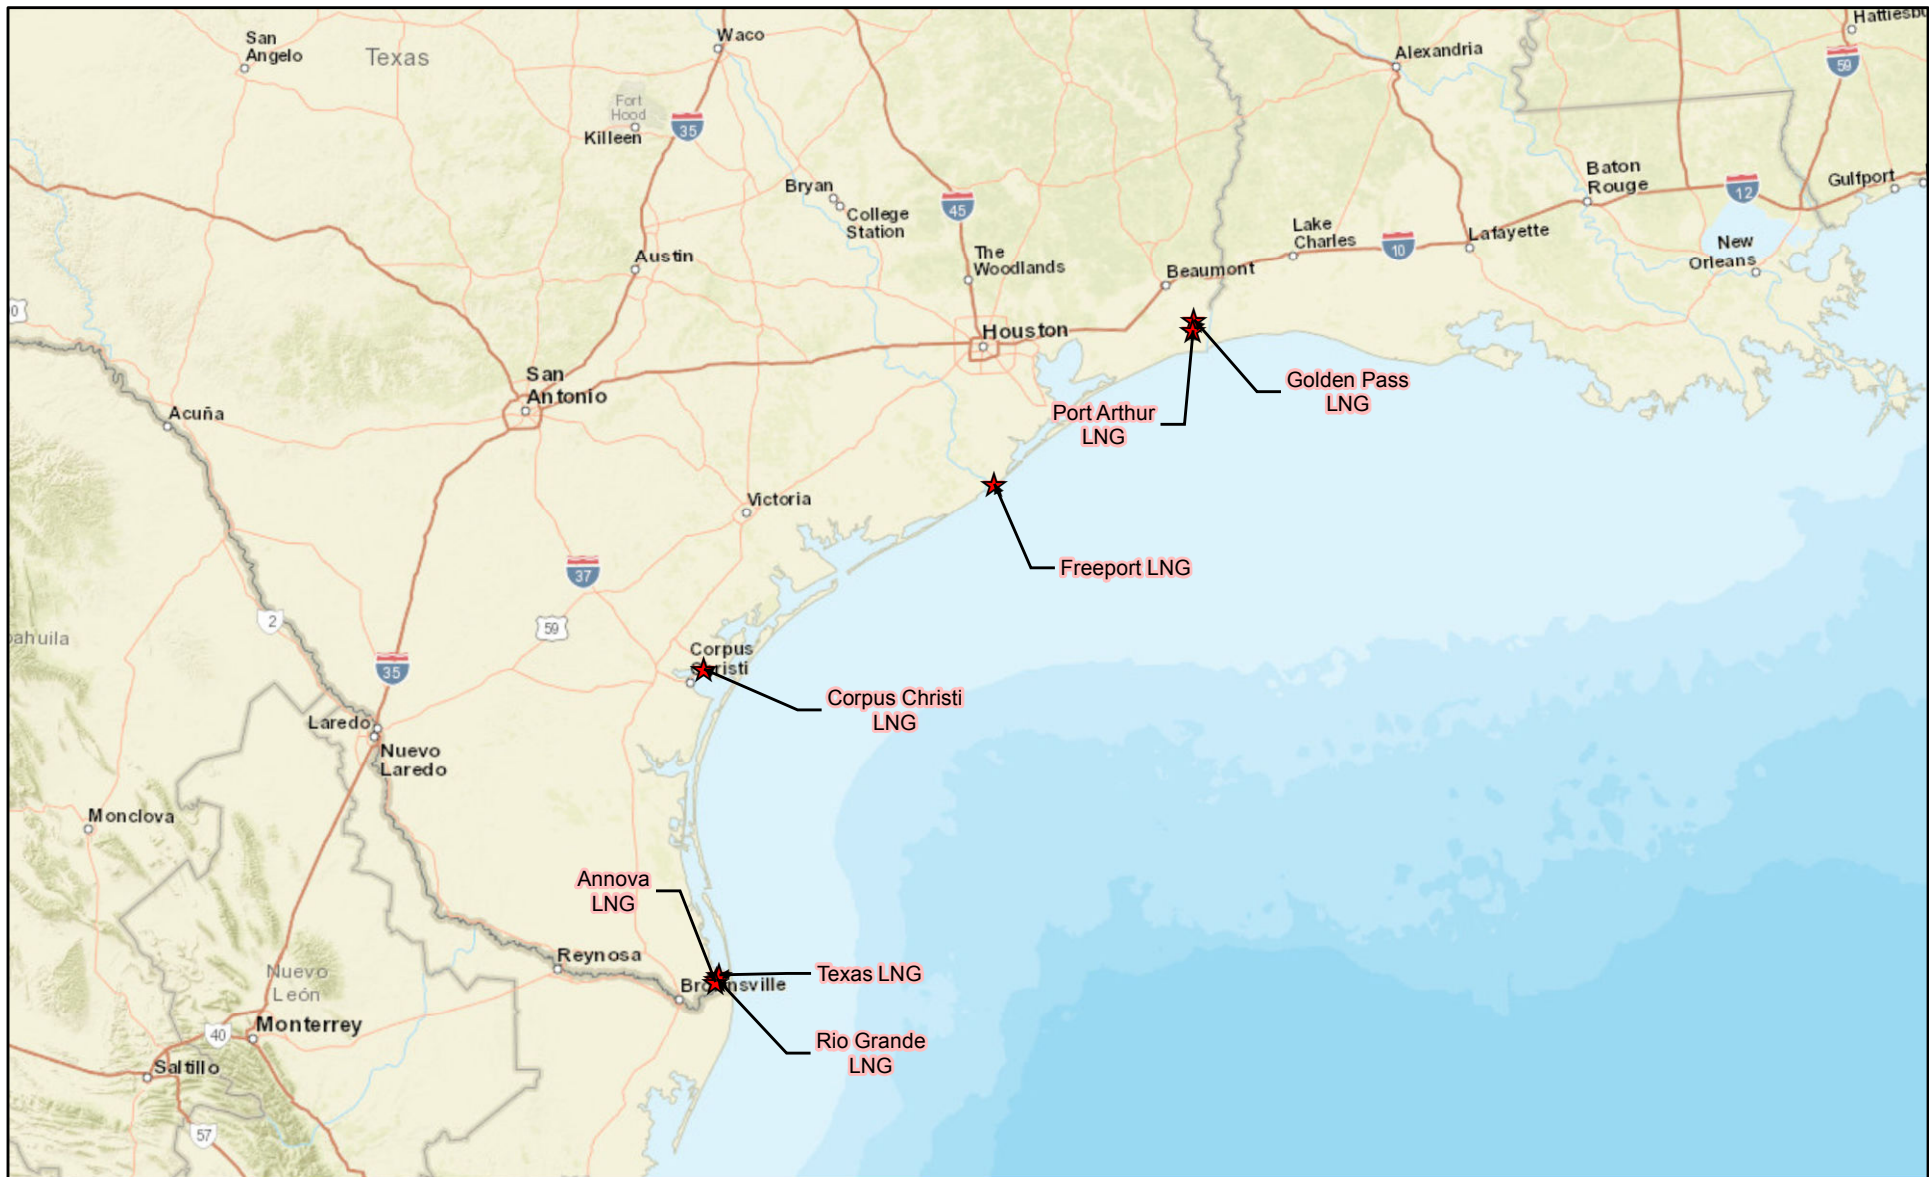 San
Angelo
Texas
Waco
Fort
Hood
Killeen
35
Bryan
College
Station
45
Alexandria
59
Baton
Rouge
12
Gulfport
Lake
Charles
10
Lafayette
New
Orleans
Austin
The
Woodlands
Beaumont
0
Houston
San
Antonio
Acuña
Golden Pass
LNG
Port Arthur
LNG
Victoria
Freeport LNG
37
2
59
35
Corpus
Corpus Christi
LNG
Laredo
Nuevo
Laredo
Monclova
Annova
LNG
Reynosa
Texas LNG
Nuevo
León
Rio Grande
LNG
40
Monterrey
Saltillo
57